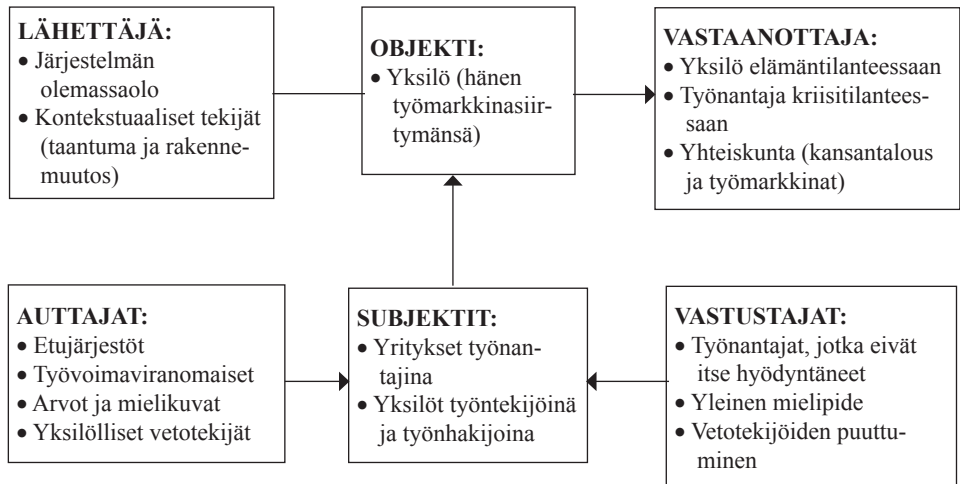 LÄHETTÄJÄ:
• Järjestelmän
olemassaolo
• Kontekstuaaliset tekijät
(taantuma ja rakenne-
muutos)
OBJEKTI:
• Yksilö (hänen
työmarkkinasiir-
tymänsä)
VASTAANOTTAJA:
• Yksilö elämäntilanteessaan
• Työnantaja kriisitilantees-
saan
• Yhteiskunta (kansantalous
ja työmarkkinat)
AUTTAJAT:
• Etujärjestöt
• Työvoimaviranomaiset
• Arvot ja mielikuvat
• Yksilölliset vetotekijät
SUBJEKTIT:
• Yritykset työnan-
tajina
• Yksilöt työntekijöinä
ja työnhakijoina
VASTUSTAJAT:
• Työnantajat, jotka eivät
itse hyödyntäneet
• Yleinen mielipide
• Vetotekijöiden puuttu-
minen